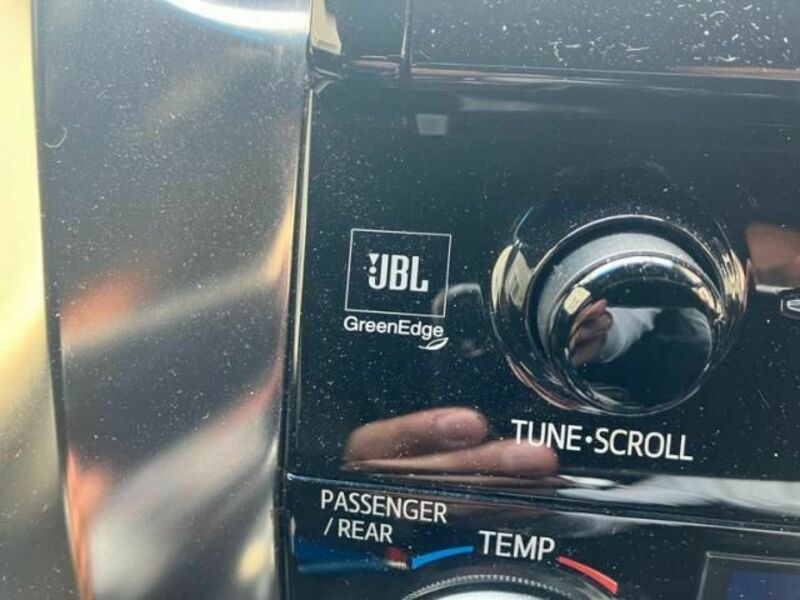 JBL
GreenEdge
TUNE•SCROLL
PASSENGER
/ REAR
TEMP